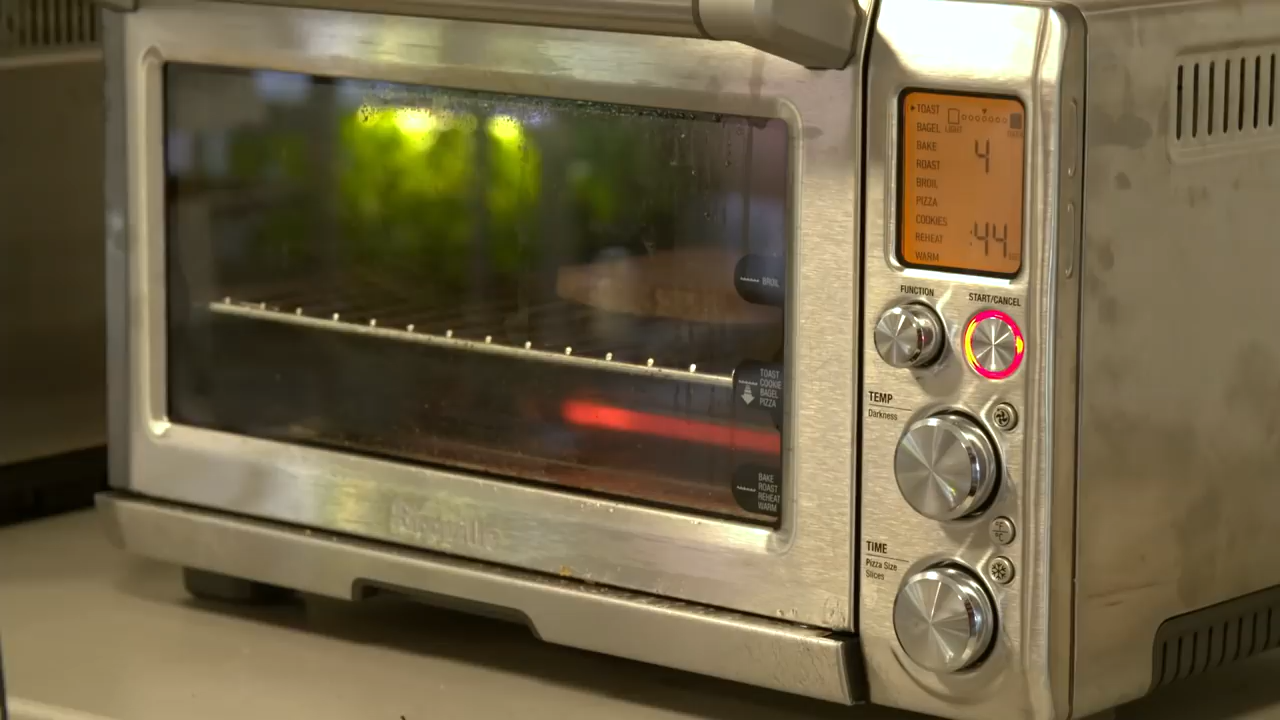 TOAST
LIGHT
BAGEL
BAKE
4
ROAST
BROIL
PIZZA
COOKIES
REHEAT
:44
WARM
FUNCTION
START/CANCEL
BROIL
TOAST
COOKIE
BAGEL
PIZZA
TEMP
Darkness
BAKE
ROAST
REHEAT
WARM
Breville
TIME
Pizza Size
Slices